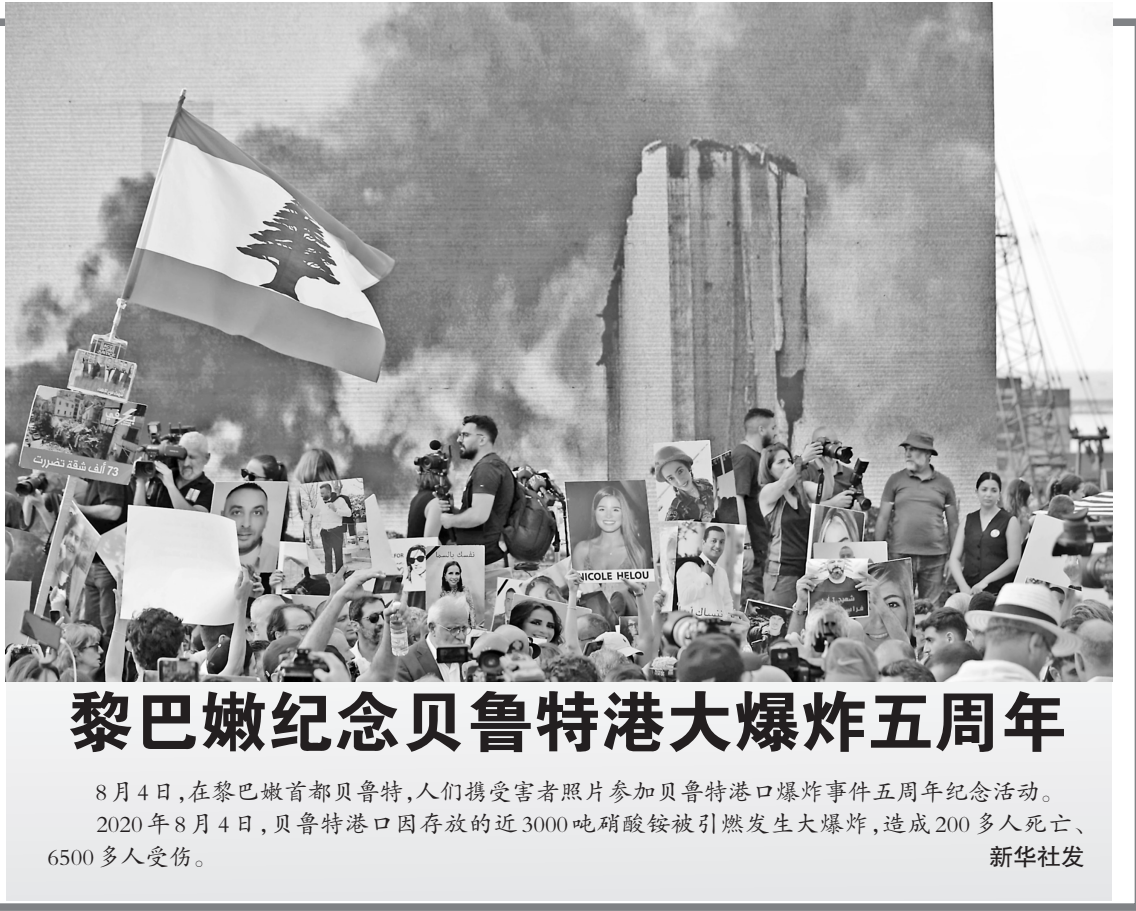 73 ألف شقة تضررت
نفسك بالسما
NICOLE HELOU
黎巴嫩纪念贝鲁特港大爆炸五周年
8月4日,在黎巴嫩首都贝鲁特,人们携受害者照片参加贝鲁特港口爆炸事件五周年纪念活动。
2020年8月4日,贝鲁特港口因存放的近3000吨硝酸铵被引燃发生大爆炸,造成200多人死亡、
6500多人受伤。
新华社发